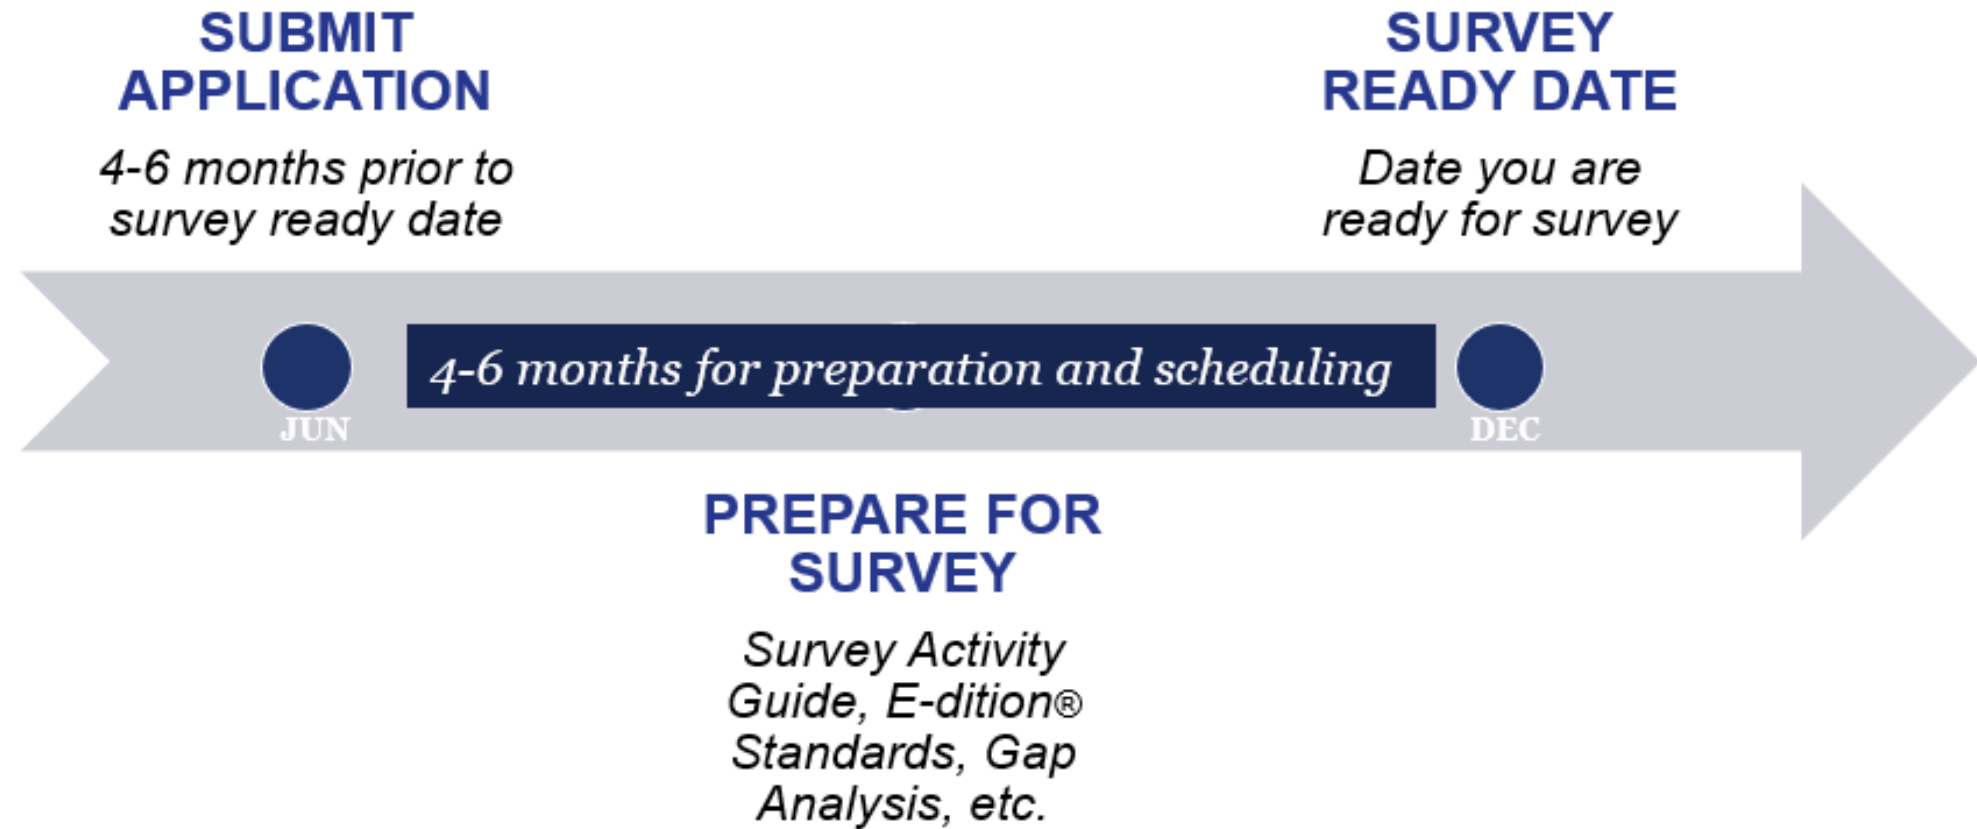 SUBMIT
APPLICATION
4-6 months prior to
survey ready date
SURVEY
READY DATE
Date you are
ready for survey
4-6 months for preparation and scheduling
JUN
DEC
PREPARE FOR
SURVEY
Survey Activity
Guide, E-dition®
Standards, Gap
Analysis, etc.